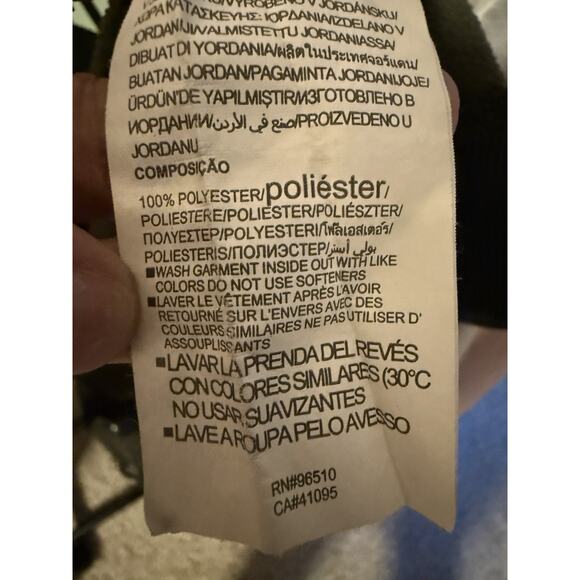 VYROBENO V JORDÁNSKU/
ΧΩΡΑ ΚΑΤΑΣΚΕΥΗΣ: ΙΟΡΔΑΝΙΑ/IZDELANO V
JORDANIJI/VALMISTETTU JORDANIASSA/
DIBUAT DI YORDANIA/ผลิตในประเทศจอร์แดน/
BUATAN JORDAN/PAGAMINTA JORDANIJOJE/
ÜRDÜN'DE YAPILMIŞTIR/ИЗГОТОВЛЕНО В
ИОРДАНИИ/صنع في الأردن/PROIZVEDENO U
JORDANU
COMPOSIÇÃO
100% POLYESTER/poliéster/
POLIESTERE/POLIESTER/POLIÉSZTER/
ΠΟΛΥΕΣΤΕΡ/POLYESTERI/โพลีเอสเตอร์/
POLIESTERIS/ПОЛИЭСТЕР/بولي أستر
■WASH GARMENT INSIDE OUT WITH LIKE
COLORS DO NOT USE SOFTENERS
■LAVER LE VÊTEMENT APRÈS L'AVOIR
RETOURNÉ SUR L'ENVERS AVEC DES
COULEURS SIMILAIRES NE PAS UTILISER D'
ASSOUPLISSANTS
■LAVAR LA PRENDA DEL REVÉS
CON COLORES SIMILARES (30°C
NO USAR SUAVIZANTES
■LAVE A ROUPA PELO AVESSO
RN#96510
CA#41095